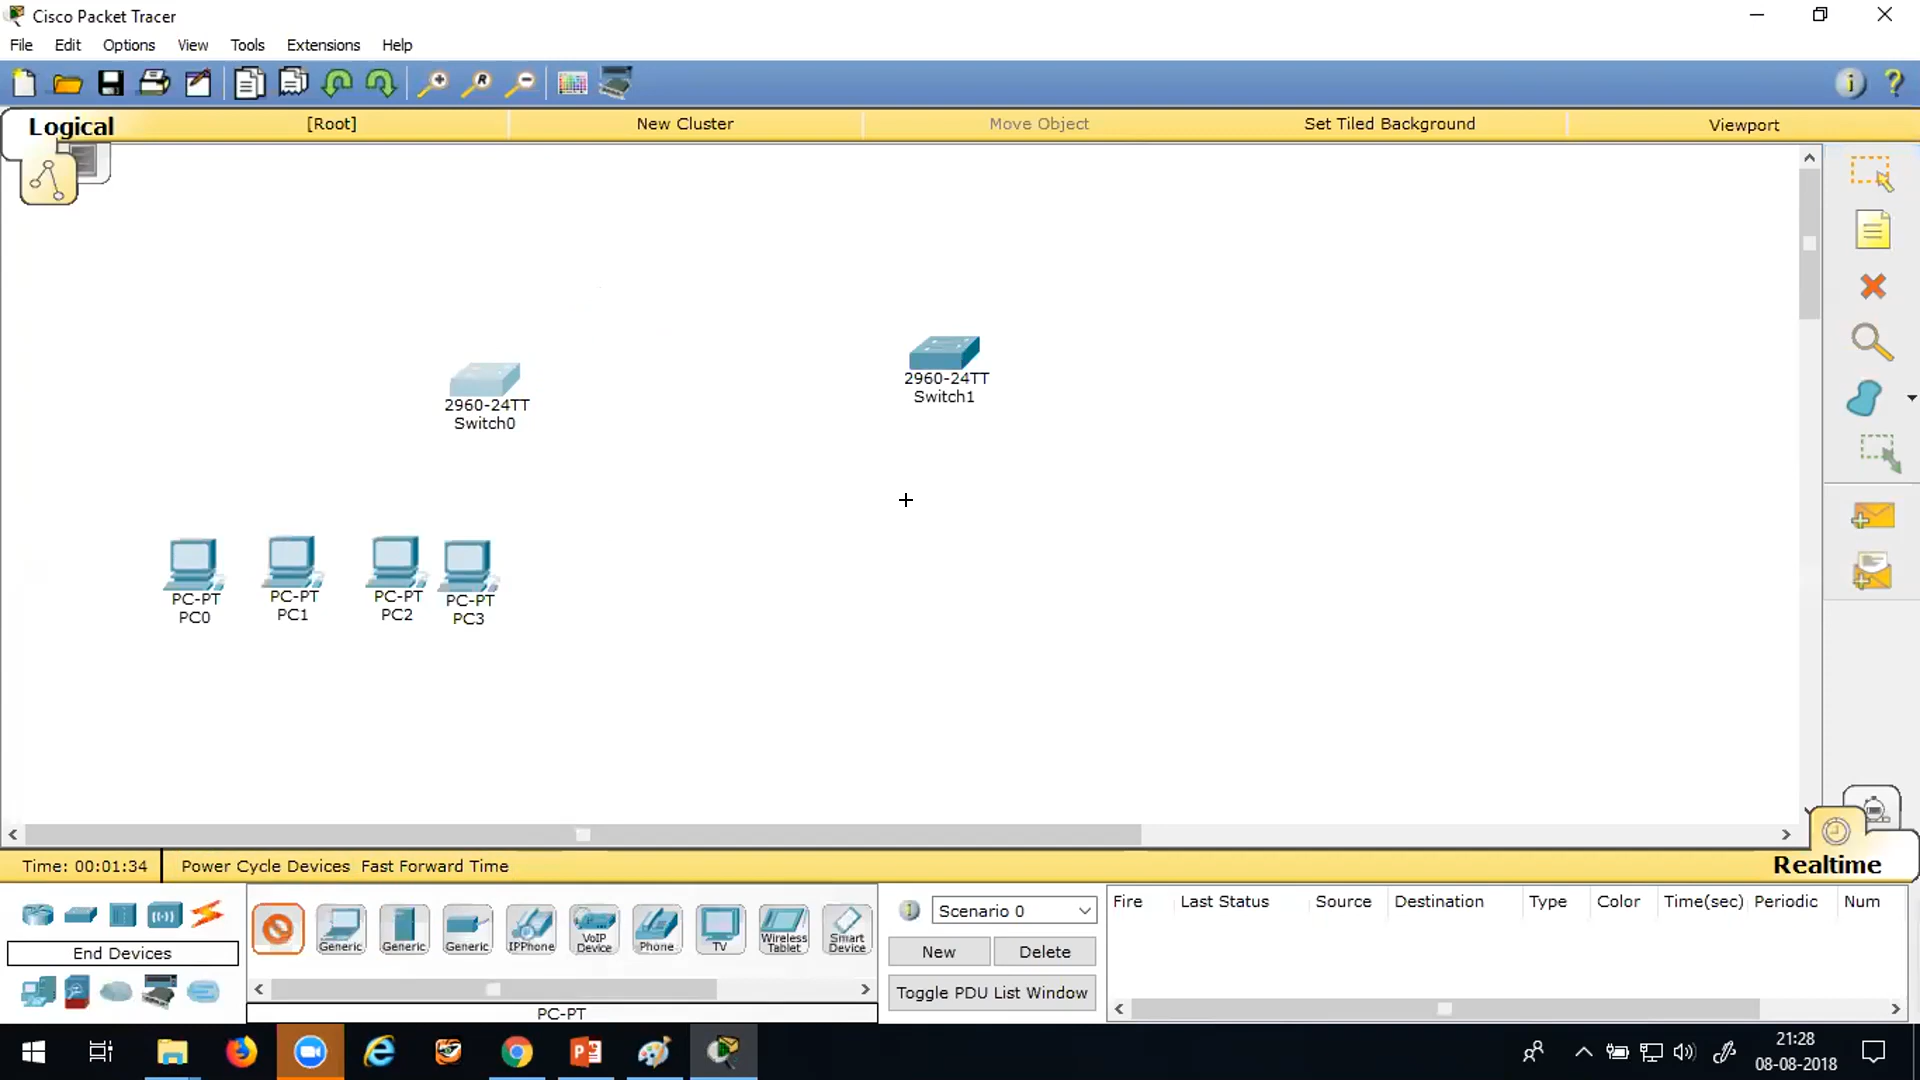 Cisco Packet Tracer
File Edit Options View Tools Extensions Help
Logical [Root] New Cluster Move Object Set Tiled Background Viewport
2960-24TT
Switch1
2960-24TT
Switch0
PC-PT PC-PT PC-PT PC-PT
PC0 PC1 PC2 PC3
Time: 00:01:34 Power Cycle Devices Fast Forward Time Realtime
Fire Last Status Source Destination Type Color Time(sec) Periodic Num
Scenario 0
Generic Generic Generic IPPhone VoIP Device Phone TV Wireless Tablet Smart Device
End Devices
New Delete
Toggle PDU List Window
PC-PT
21:28
08-08-2018